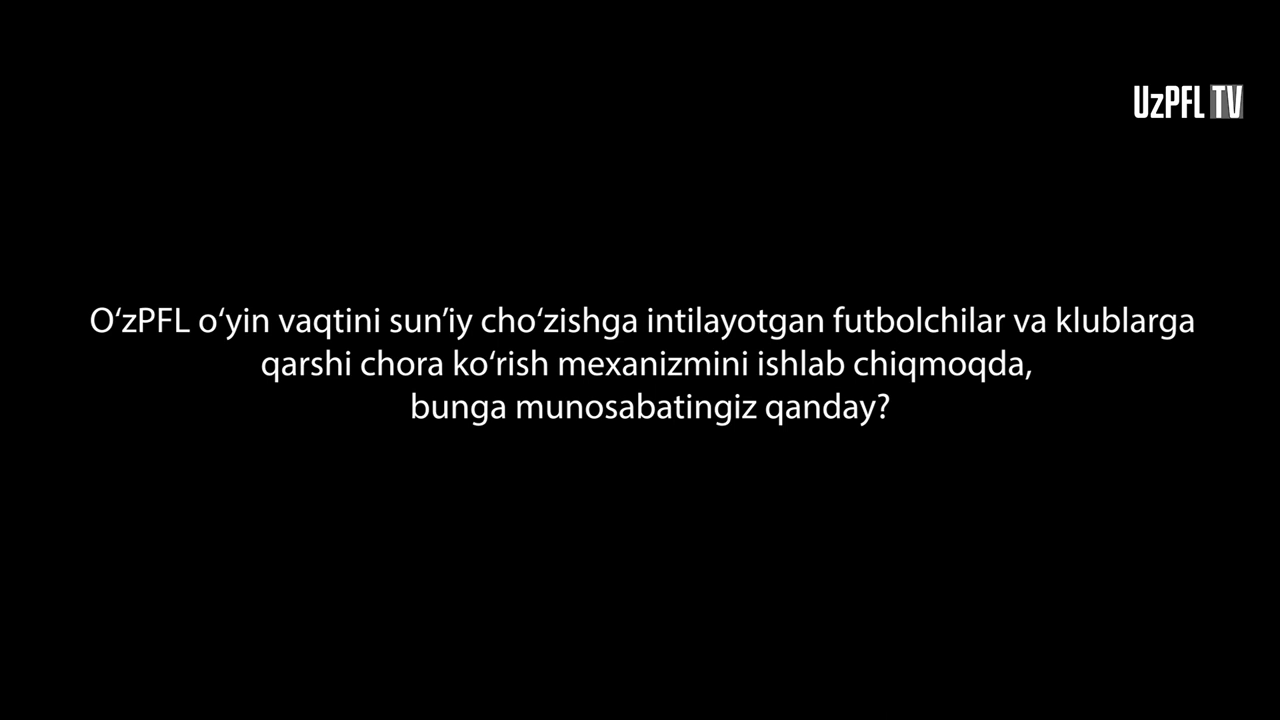 UzPFL TV
O‘zPFL o‘yin vaqtini sun’iy cho‘zishga intilayotgan futbolchilar va klublarga
qarshi chora ko‘rish mexanizmini ishlab chiqmoqda,
bunga munosabatingiz qanday?